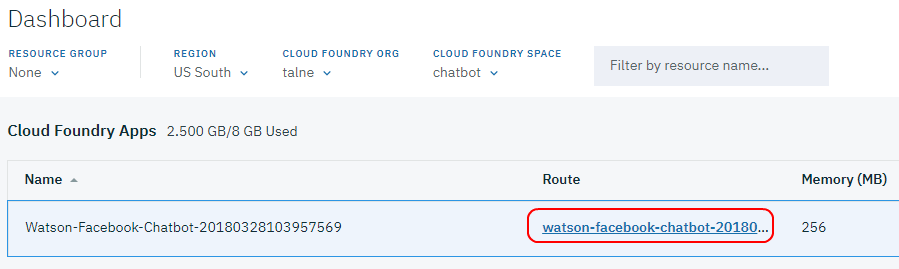 Dashboard
RESOURCE GROUP REGION CLOUD FOUNDRY ORG CLOUD FOUNDRY SPACE
None US South talne chatbot Filter by resource name...
Cloud Foundry Apps 2.500 GB/8 GB Used
Name Route Memory (MB)
Watson-Facebook-Chatbot-20180328103957569 watson-facebook-chatbot-20180... 256